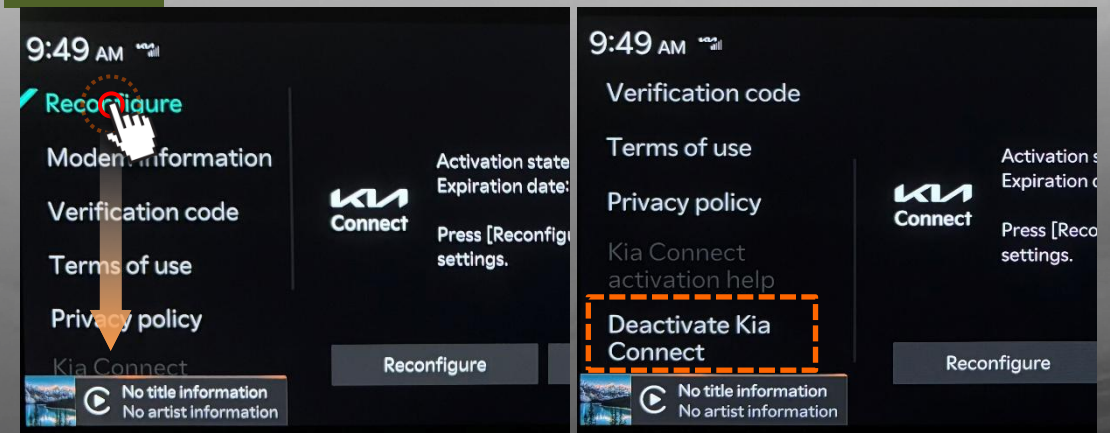 9:49 AM
Reconfigure
Modem information
Verification code
Terms of use
Privacy policy
Kia Connect
KIA
Connect
Activation state
Expiration date:
Press [Reconfigu
settings.
Reconfigure
No title information
No artist information
9:49 AM
Verification code
Terms of use
Privacy policy
Kia Connect
activation help
Deactivate Kia
Connect
KIA
Connect
Activation s
Expiration d
Press [Reco
settings.
Reconfigure
No title information
No artist information